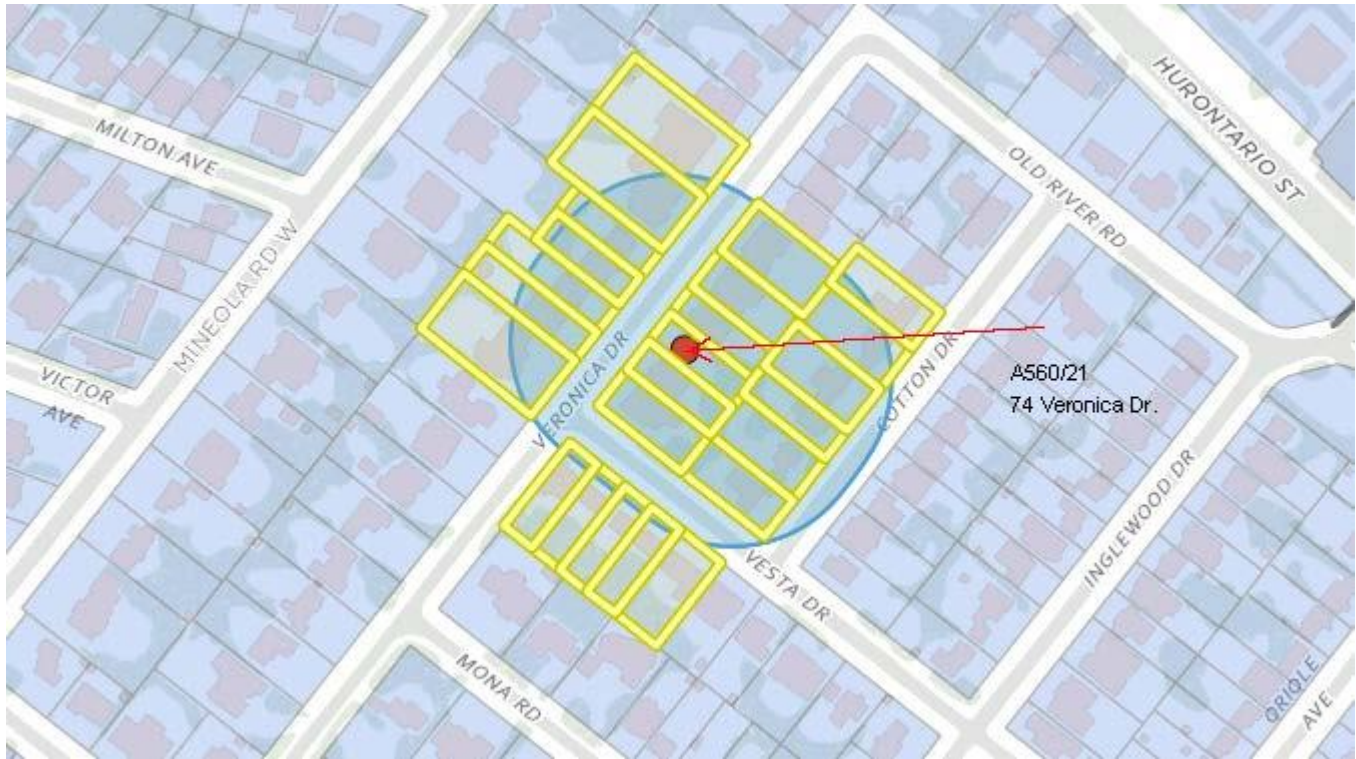 HURONTARIO ST
MILTON AVE
OLD RIVER RD
MINEOLA RD W
VERONICA DR
COTTON DR
A560/21
74 Veronica Dr.
VICTOR
AVE
INGLEWOOD DR
VESTA DR
MONA RD
ORIOLE
AVE